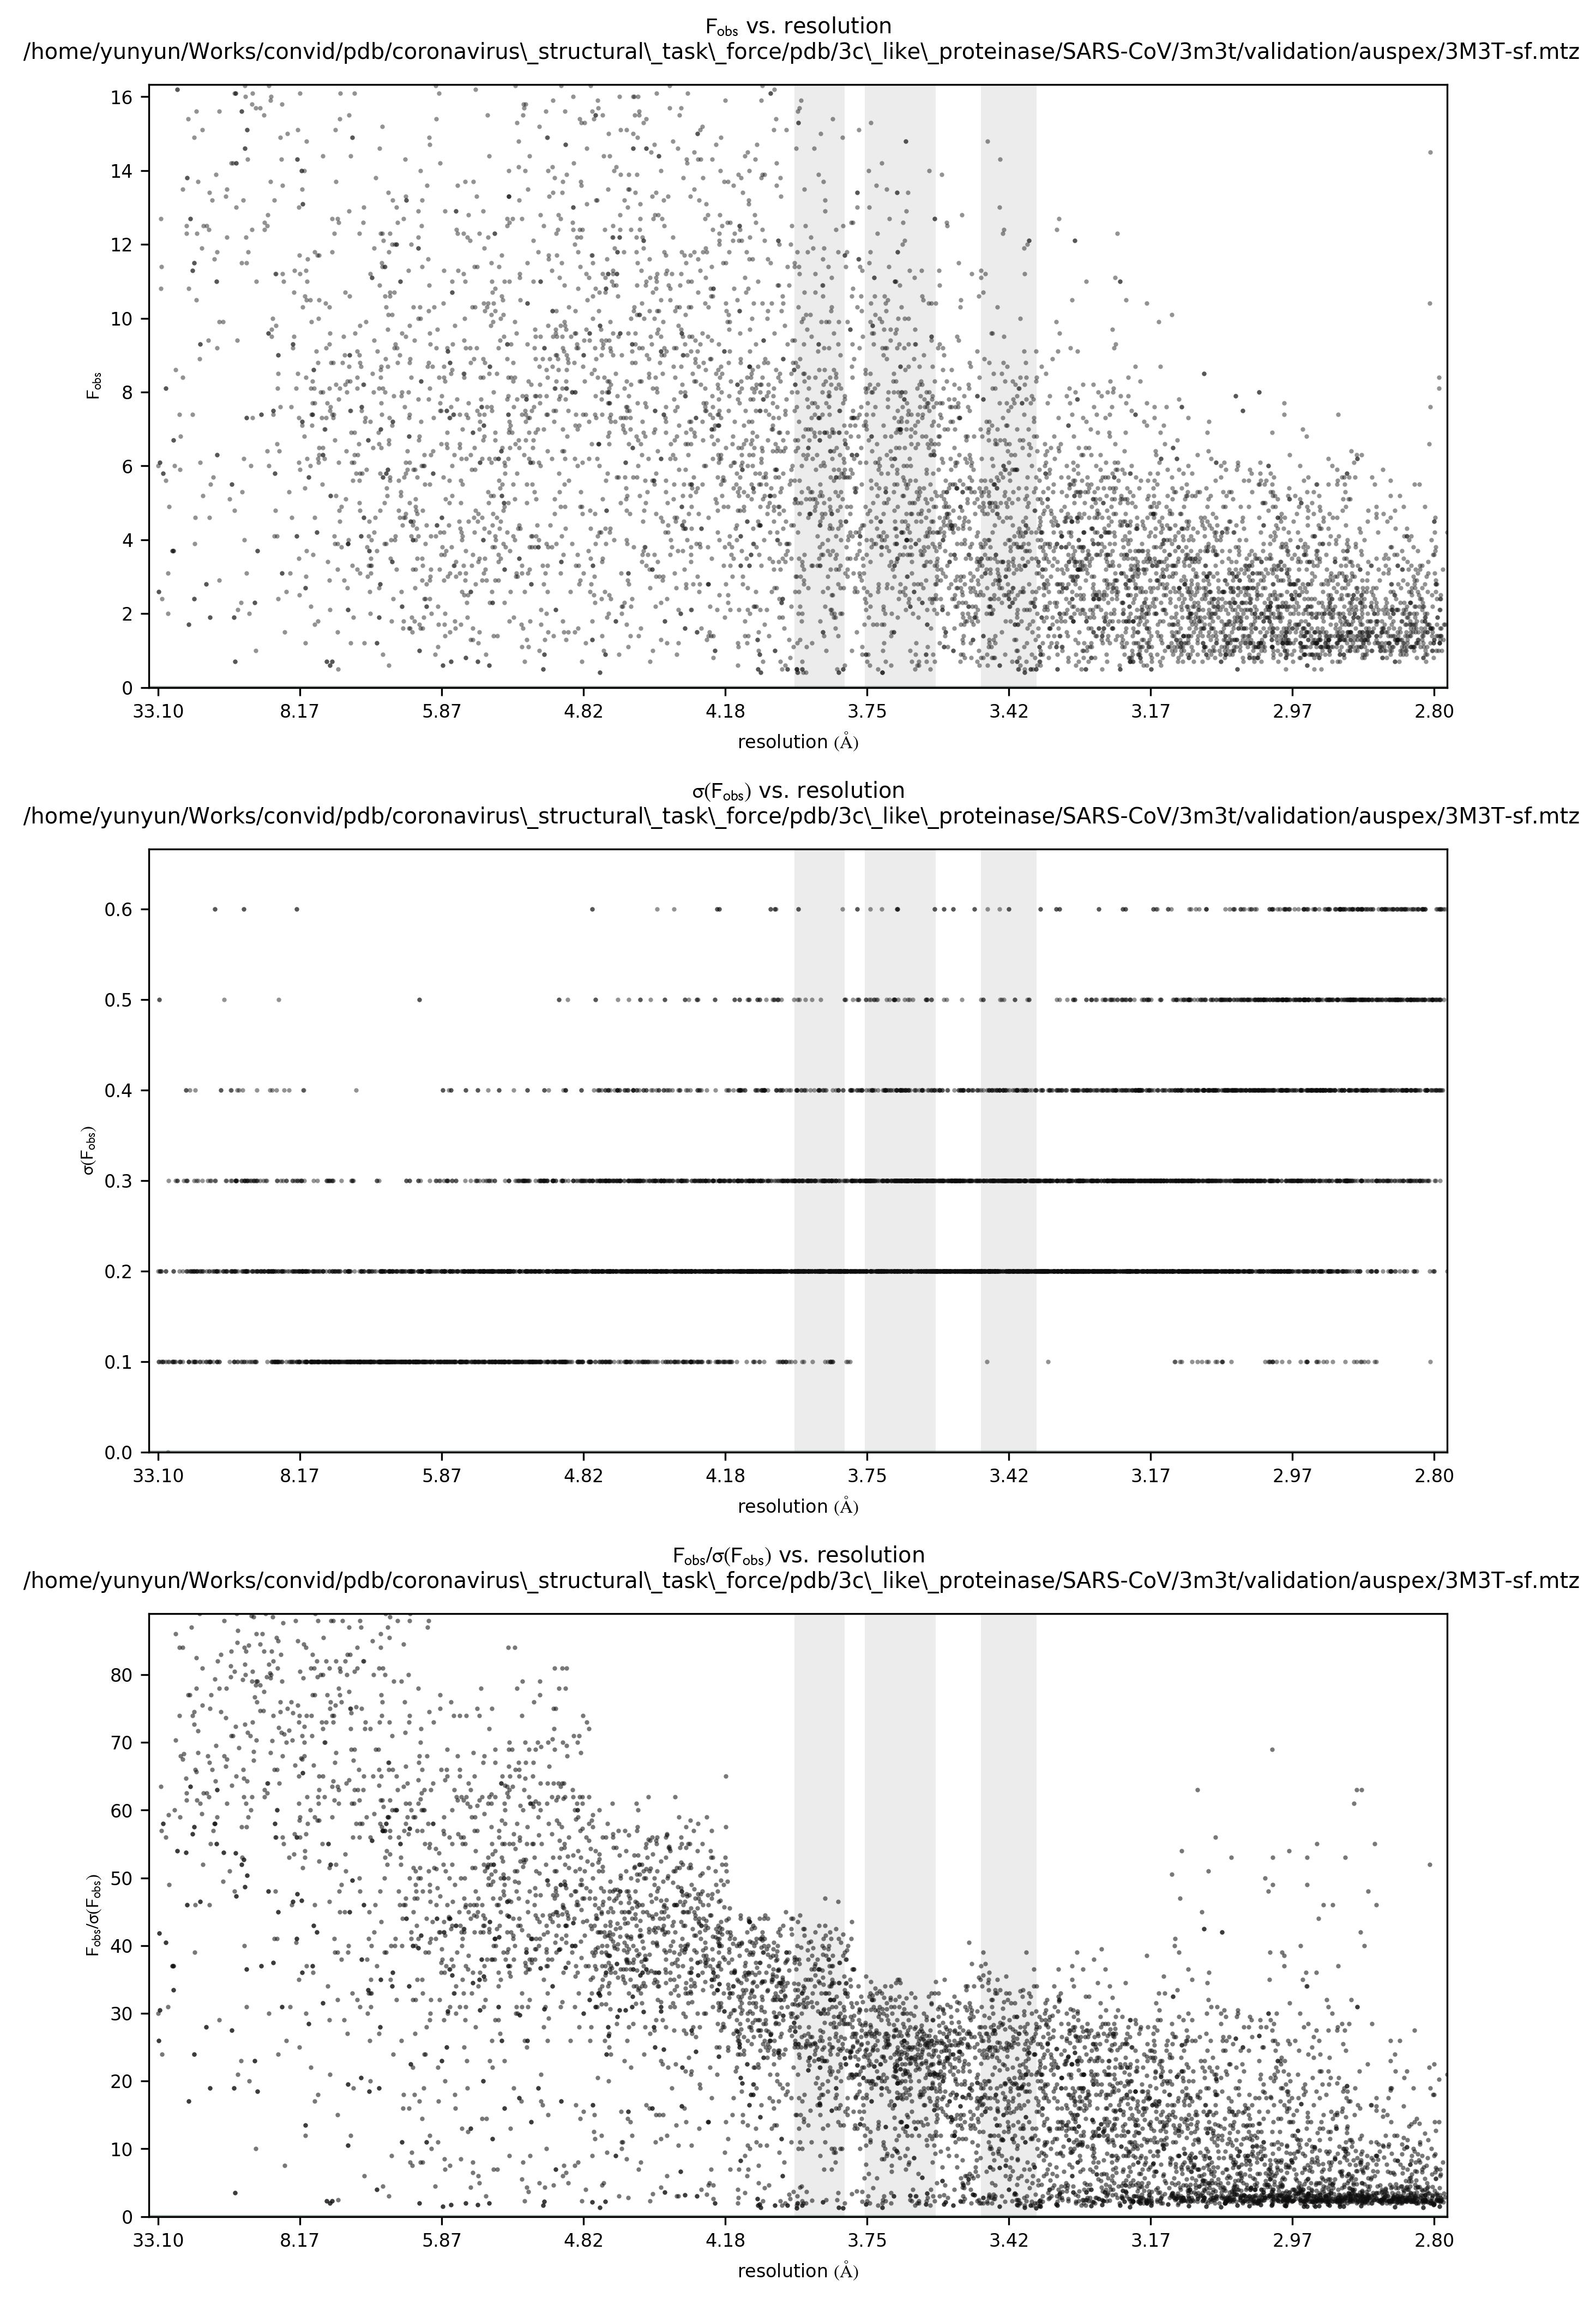 Fobs vs. resolution
/home/yunyun/Works/convid/pdb/coronavirus\_structural\_task\_force/pdb/3c\_like\_proteinase/SARS-CoV/3m3t/validation/auspex/3M3T-sf.mtz
16
14
12
10
8
6
4
2
0
Fobs
33.10 8.17 5.87 4.82 4.18 3.75 3.42 3.17 2.97 2.80
resolution (Å)
σ(Fobs) vs. resolution
/home/yunyun/Works/convid/pdb/coronavirus\_structural\_task\_force/pdb/3c\_like\_proteinase/SARS-CoV/3m3t/validation/auspex/3M3T-sf.mtz
0.6
0.5
0.4
0.3
0.2
0.1
0.0
σ(Fobs)
33.10 8.17 5.87 4.82 4.18 3.75 3.42 3.17 2.97 2.80
resolution (Å)
Fobs/σ(Fobs) vs. resolution
/home/yunyun/Works/convid/pdb/coronavirus\_structural\_task\_force/pdb/3c\_like\_proteinase/SARS-CoV/3m3t/validation/auspex/3M3T-sf.mtz
80
70
60
50
40
30
20
10
0
Fobs/σ(Fobs)
33.10 8.17 5.87 4.82 4.18 3.75 3.42 3.17 2.97 2.80
resolution (Å)